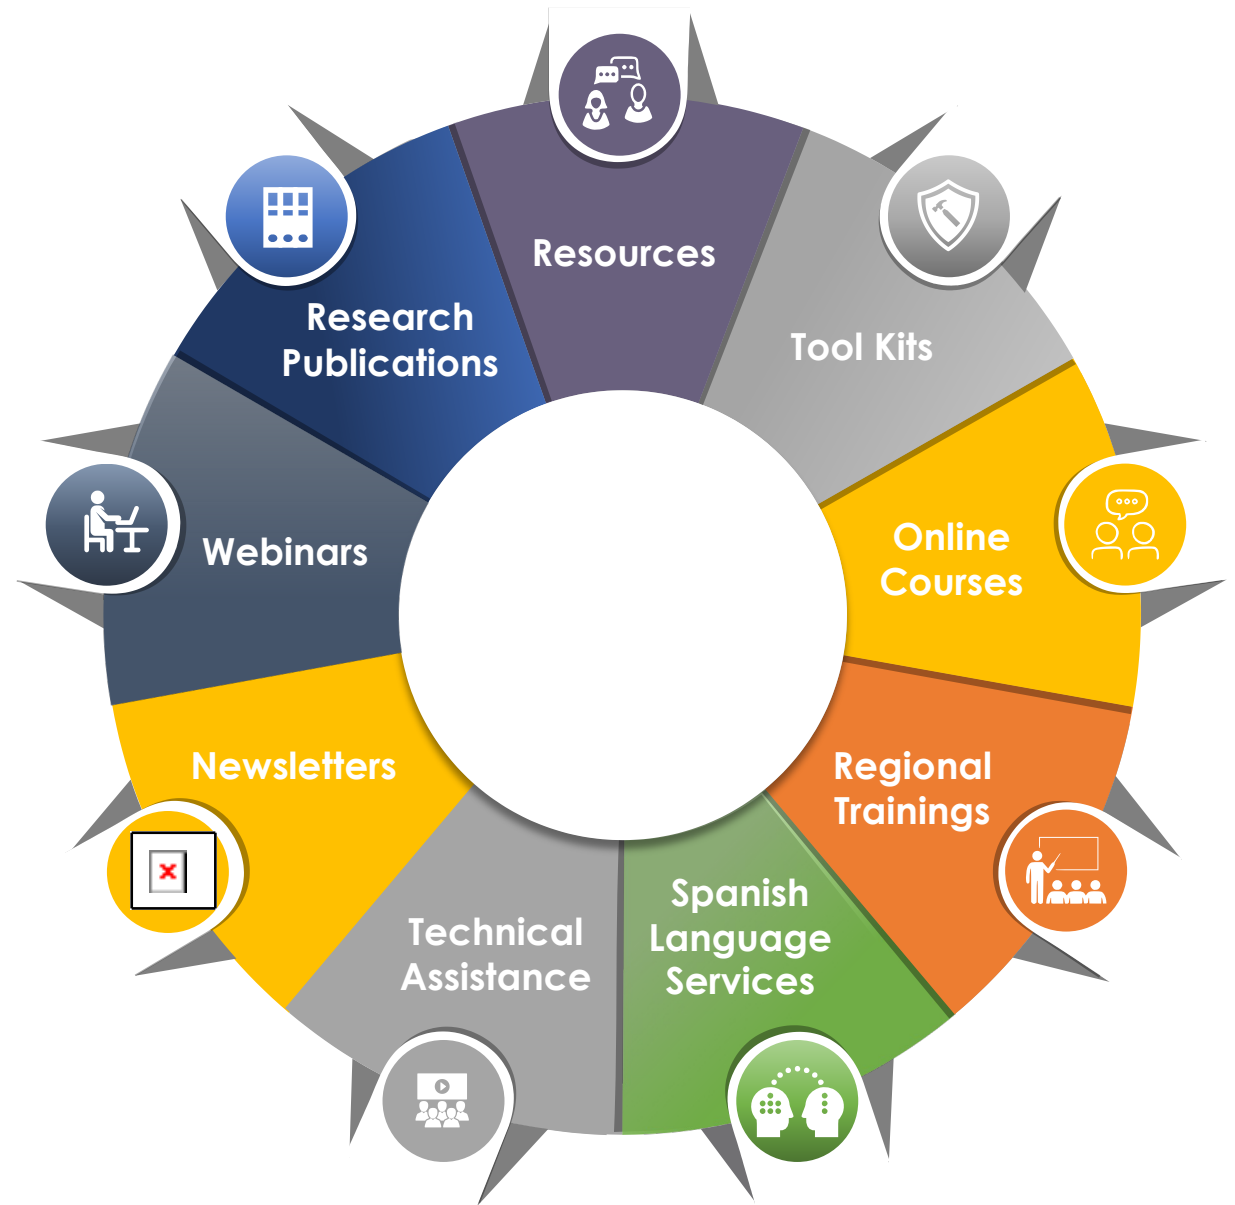 Resources
Tool Kits
Online
Courses
Regional
Trainings
Spanish
Language
Services
Technical
Assistance
Newsletters
Webinars
Research
Publications